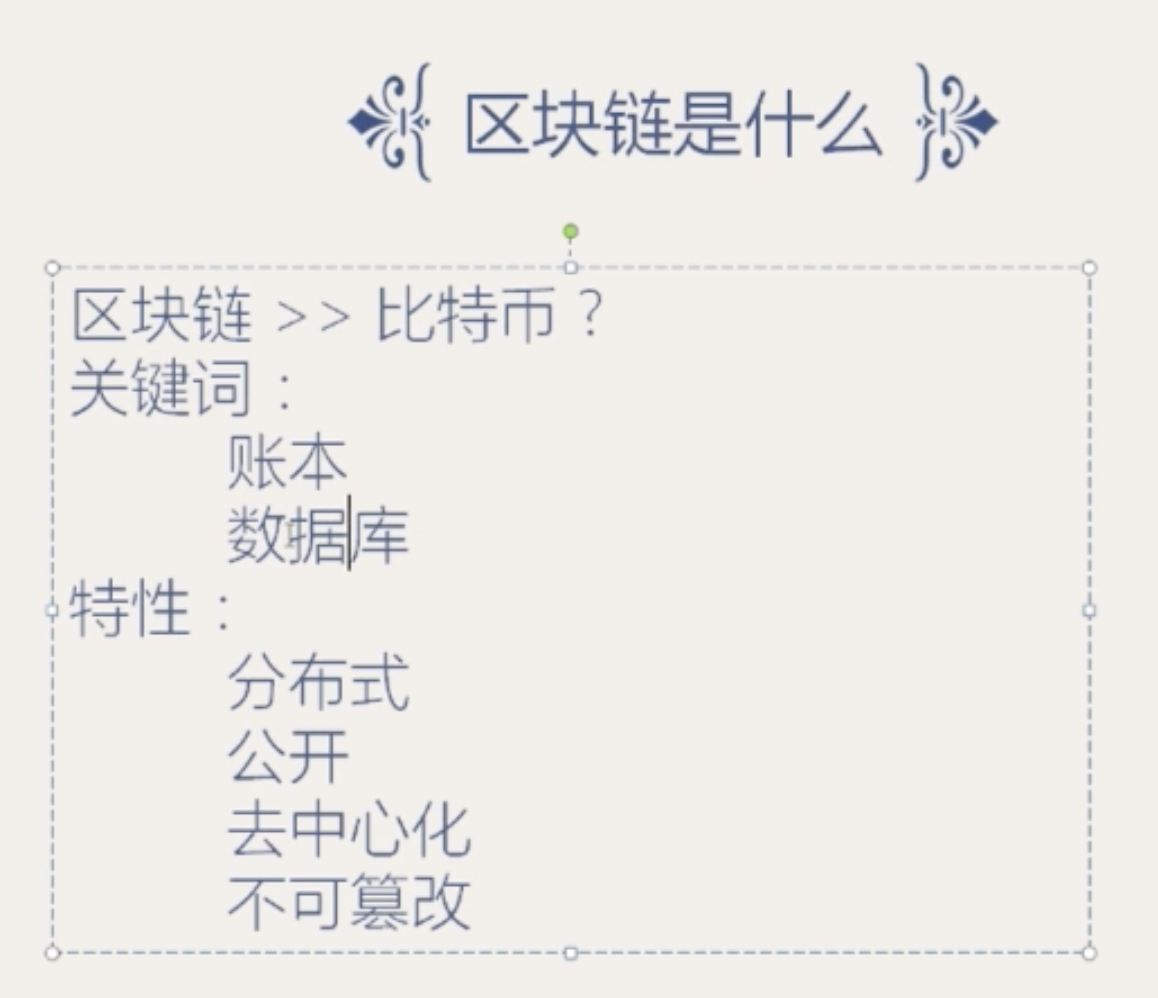 区块链是什么
区块链 >> 比特币？
关键词：
账本
数据库
特性：
分布式
公开
去中心化
不可篡改